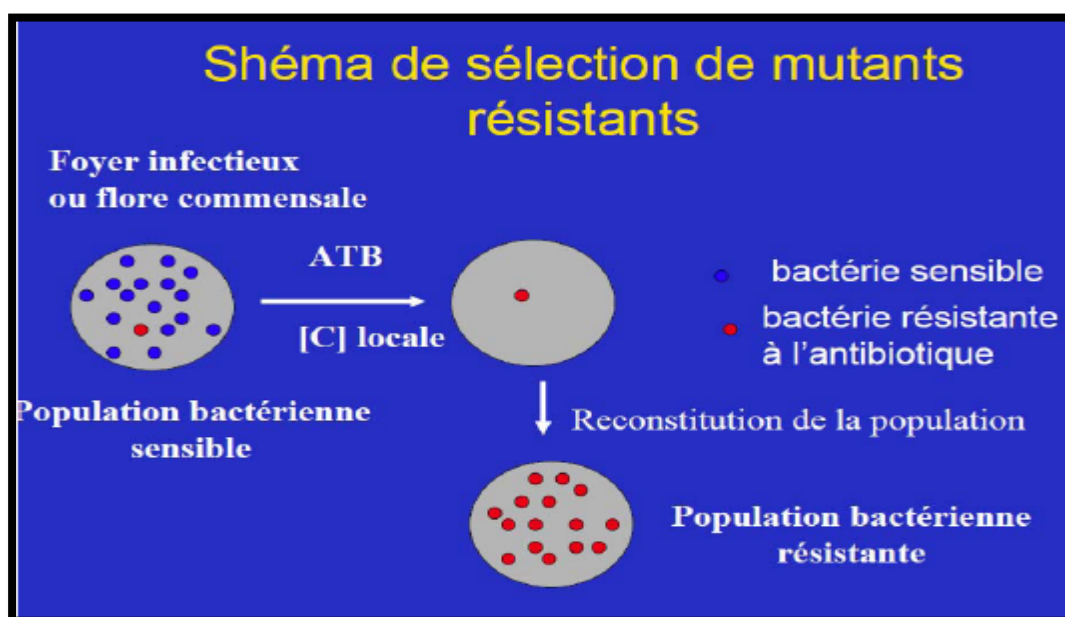 Shéma de sélection de mutants
résistants
Foyer infectieux
ou flore commensale
ATB
[C] locale
bactérie sensible
bactérie résistante
à l'antibiotique
Population bactérienne
sensible
Reconstitution de la population
Population bactérienne
résistante